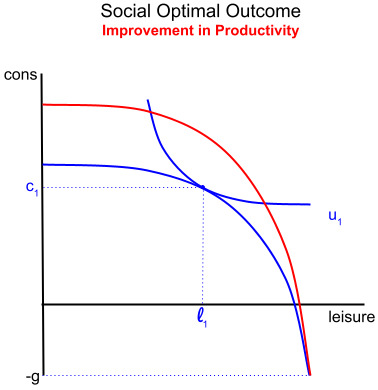 Social Optimal Outcome
Improvement in Productivity
cons
c₁
u₁
ℓ₁
leisure
-g